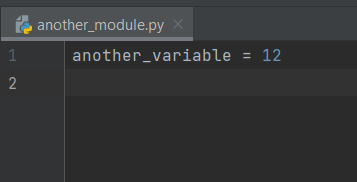 another_module.py
1 another_variable = 12
2